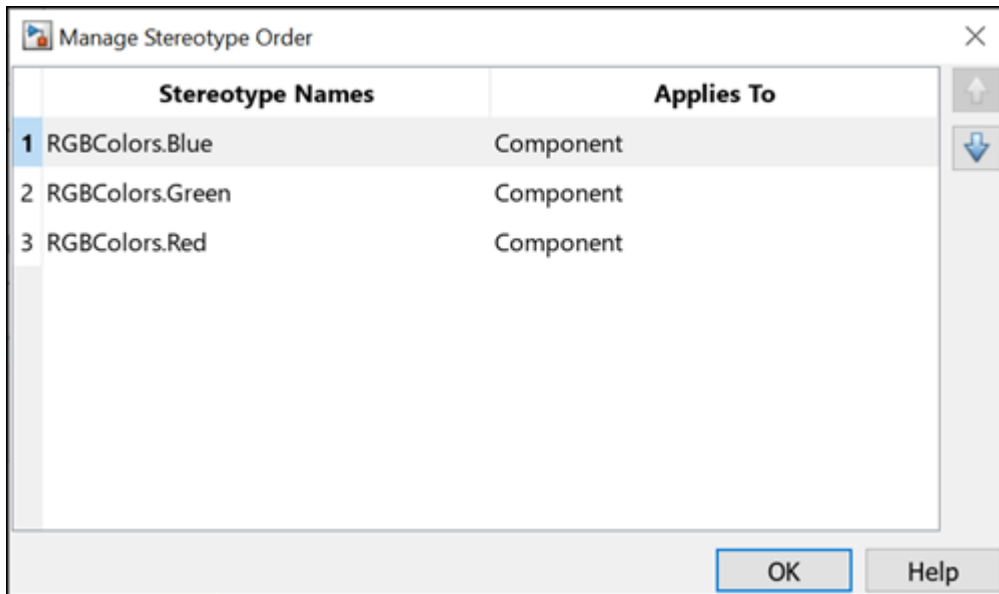 Manage Stereotype Order
Stereotype Names Applies To
1 RGBColors.Blue Component
2 RGBColors.Green Component
3 RGBColors.Red Component
OK Help